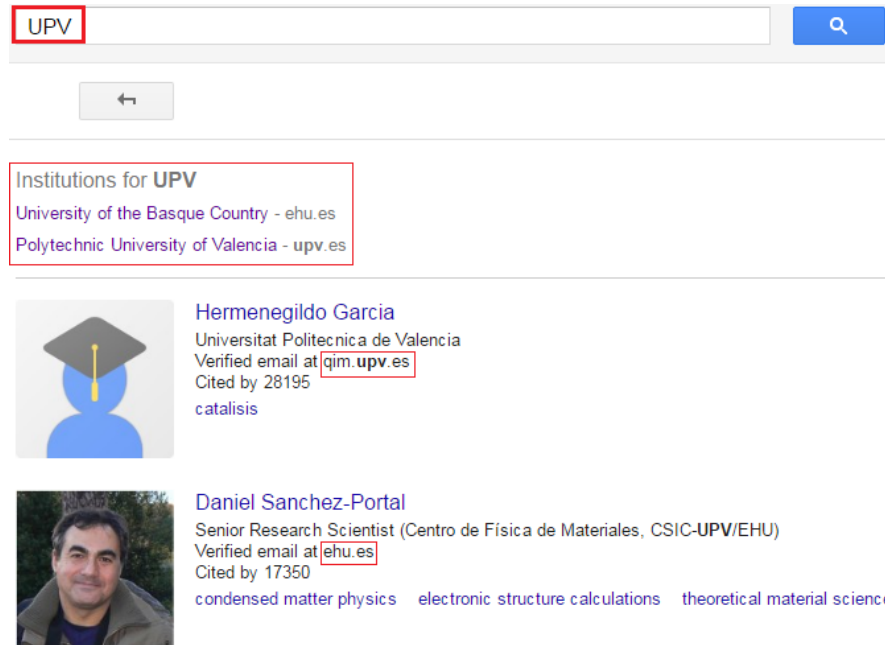 UPV
Institutions for UPV
University of the Basque Country - ehu.es
Polytechnic University of Valencia - upv.es
Hermenegildo Garcia
Universitat Politecnica de Valencia
Verified email at qim.upv.es
Cited by 28195
catalisis
Daniel Sanchez-Portal
Senior Research Scientist (Centro de Física de Materiales, CSIC-UPV/EHU)
Verified email at ehu.es
Cited by 17350
condensed matter physics electronic structure calculations theoretical material science